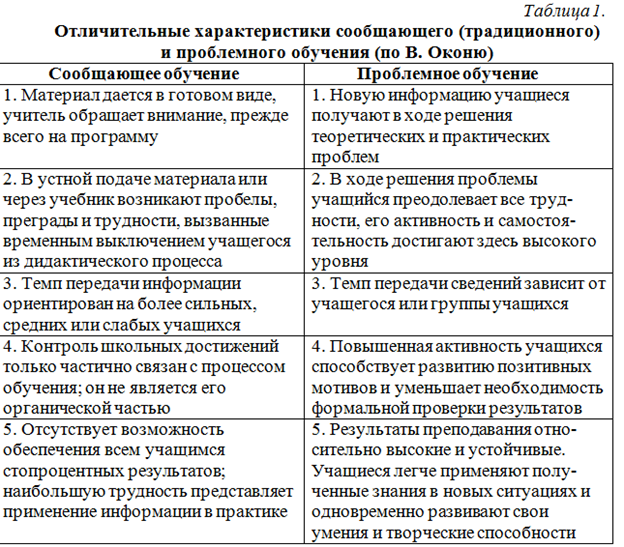 Таблица 1.
Отличительные характеристики сообщающего (традиционного)
и проблемного обучения (по В. Оконю)
Сообщающее обучение
Проблемное обучение
1. Материал дается в готовом виде,
учитель обращает внимание, прежде
всего на программу
1. Новую информацию учащиеся
получают в ходе решения
теоретических и практических
проблем
2. В устной подаче материала или
через учебник возникают пробелы,
преграды и трудности, вызванные
временным выключением учащегося
из дидактического процесса
2. В ходе решения проблемы
учащийся преодолевает все труд-
ности, его активность и самостоя-
тельность достигают здесь высокого
уровня
3. Темп передачи информации
ориентирован на более сильных,
средних или слабых учащихся
3. Темп передачи сведений зависит от
учащегося или группы учащихся
4. Контроль школьных достижений
только частично связан с процессом
обучения; он не является его
органической частью
4. Повышенная активность учащихся
способствует развитию позитивных
мотивов и уменьшает необходимость
формальной проверки результатов
5. Отсутствует возможность
обеспечения всем учащимся
стопроцентных результатов;
наибольшую трудность представляет
применение информации в практике
5. Результаты преподавания отно-
сительно высокие и устойчивые.
Учащиеся легче применяют полу-
ченные знания в новых ситуациях и
одновременно развивают свои
умения и творческие способности